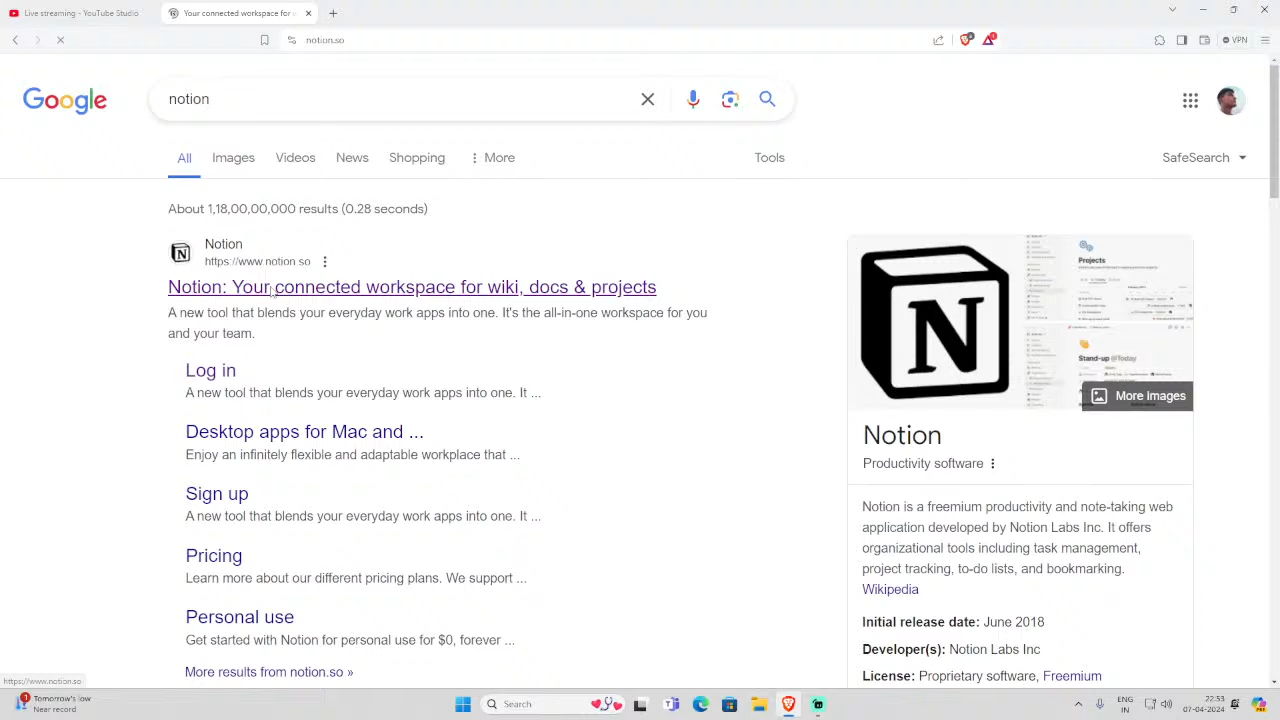 Live streaming - YouTube Studio
Your connected workspace for
notion.so
VPN
Google
notion
All
Images
Videos
News
Shopping
More
Tools
SafeSearch
About 1,18,00,00,000 results (0.28 seconds)
Notion
https://www.notion.so
Notion: Your connected workspace for wiki, docs & projects
A new tool that blends your everyday work apps into one. It's the all-in-one workspace for you
and your team.
Log in
A new tool that blends your everyday work apps into one. It ...
Desktop apps for Mac and ...
Enjoy an infinitely flexible and adaptable workplace that ...
Sign up
A new tool that blends your everyday work apps into one. It ...
Pricing
Learn more about our different pricing plans. We support ...
Personal use
Get started with Notion for personal use for $0, forever ...
More results from notion.so »
N
Projects
Stand-up @Today
More Images
Notion
Productivity software
Notion is a freemium productivity and note-taking web
application developed by Notion Labs Inc. It offers
organizational tools including task management,
project tracking, to-do lists, and bookmarking.
Wikipedia
Initial release date: June 2018
Developer(s): Notion Labs Inc
License: Proprietary software, Freemium
https://www.notion.so
1
Tomorrow's low
Near record
Search
ENG
IN
22:53
07-04-2024